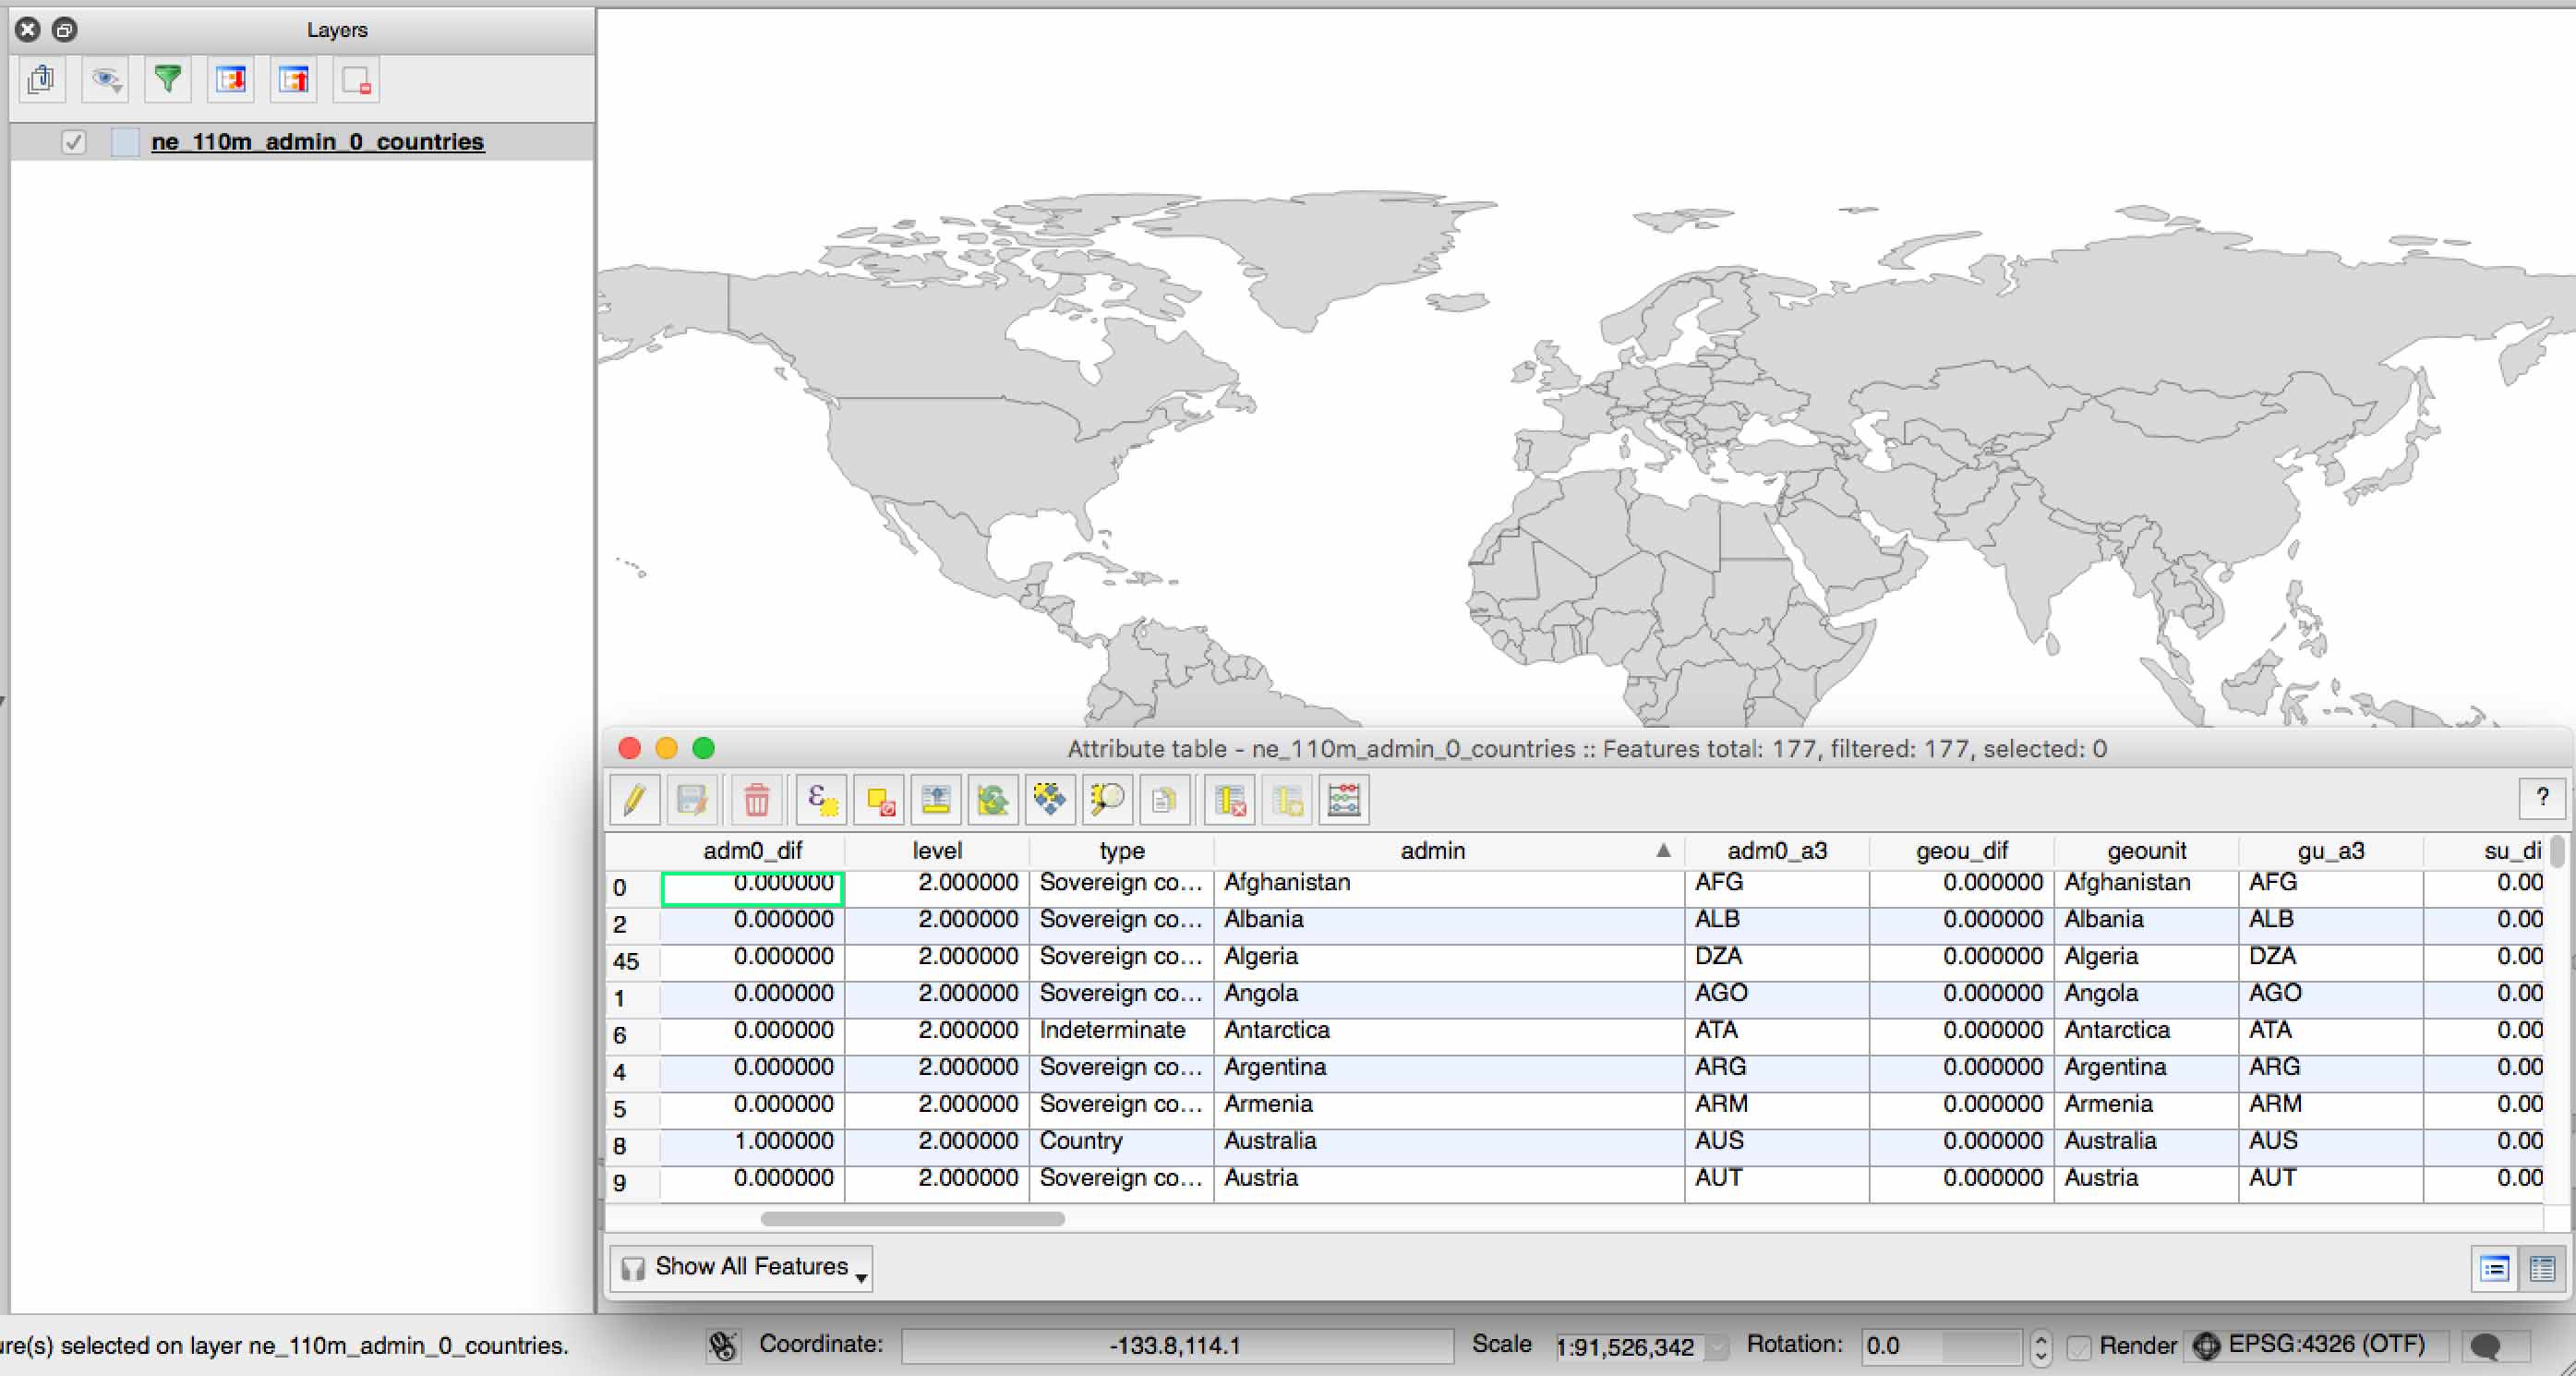 Layers
ne_110m_admin_0_countries
Attribute table - ne_110m_admin_0_countries :: Features total: 177, filtered: 177, selected: 0
ε
?
adm0_dif level type admin adm0_a3 geou_dif geounit gu_a3 su_di
0 0.000000 2.000000 Sovereign co... Afghanistan AFG 0.000000 Afghanistan AFG 0.00
2 0.000000 2.000000 Sovereign co... Albania ALB 0.000000 Albania ALB 0.00
45 0.000000 2.000000 Sovereign co... Algeria DZA 0.000000 Algeria DZA 0.00
1 0.000000 2.000000 Sovereign co... Angola AGO 0.000000 Angola AGO 0.00
6 0.000000 2.000000 Indeterminate Antarctica ATA 0.000000 Antarctica ATA 0.00
4 0.000000 2.000000 Sovereign co... Argentina ARG 0.000000 Argentina ARG 0.00
5 0.000000 2.000000 Sovereign co... Armenia ARM 0.000000 Armenia ARM 0.00
8 1.000000 2.000000 Country Australia AUS 0.000000 Australia AUS 0.00
9 0.000000 2.000000 Sovereign co... Austria AUT 0.000000 Austria AUT 0.00
Show All Features
ure(s) selected on layer ne_110m_admin_0_countries. Coordinate: -133.8,114.1 Scale 1:91,526,342 Rotation: 0.0 Render EPSG:4326 (OTF)